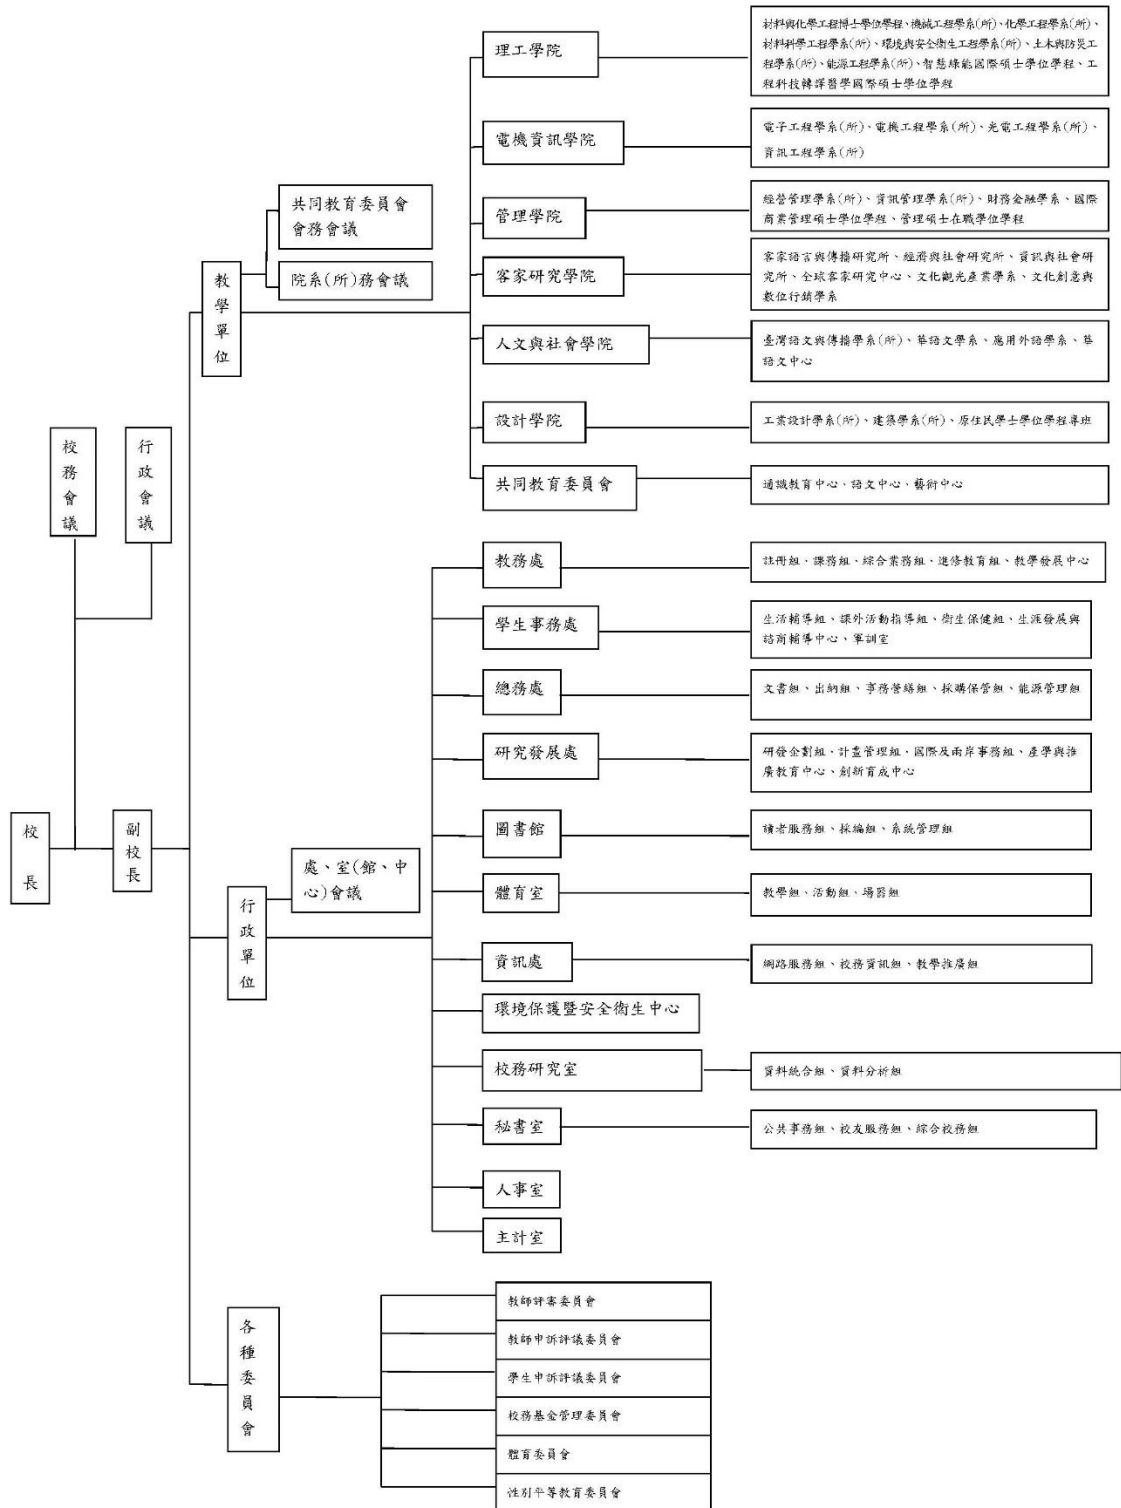 材料與化學工程博士學位學程、機械工程學系(所)、化學工程學系(所)、
材料科學工程學系(所)、環境與安全衛生工程學系(所)、土木與防災工
程學系(所)、能源工程學系(所)、智慧綠能國際碩士學位學程、工
程科技轉譯醫學國際碩士學位學程
理工學院
電機資訊學院
電子工程學系(所)、電機工程學系(所)、光電工程學系(所)、
資訊工程學系(所)
管理學院
經營管理學系(所)、資訊管理學系(所)、財務金融學系、國際
商業管理碩士學位學程、管理碩士在職學位學程
共同教育委員會
會務會議
院系(所)務會議
教學單位
客家研究學院
客家語言與傳播研究所、經濟與社會研究所、資訊與社會研
究所、全球客家研究中心、文化觀光產業學系、文化創意與
數位行銷學系
人文與社會學院
臺灣語文與傳播學系(所)、華語文學系、應用外語學系、華
語文中心
設計學院
工業設計學系(所)、建築學系(所)、原住民學士學位學程專班
共同教育委員會
通識教育中心、語文中心、藝術中心
校務會議
行政會議
教務處
註冊組、課務組、綜合業務組、進修教育組、教學發展中心
學生事務處
生活輔導組、課外活動指導組、衛生保健組、生涯發展與
諮商輔導中心、軍訓室
總務處
文書組、出納組、事務營繕組、採購保管組、能源管理組
研究發展處
研發企劃組、計畫管理組、國際及兩岸事務組、產學與推
廣教育中心、創新育成中心
校長
副校長
圖書館
讀者服務組、採編組、系統管理組
處、室(館、中
心)會議
行政單位
體育室
教學組、活動組、場器組
資訊處
網路服務組、校務資訊組、教學推廣組
環境保護暨安全衛生中心
校務研究室
資料統合組、資料分析組
秘書室
公共事務組、校友服務組、綜合校務組
人事室
主計室
各種委員會
教師評審委員會
教師申訴評議委員會
學生申訴評議委員會
校務基金管理委員會
體育委員會
性別平等教育委員會